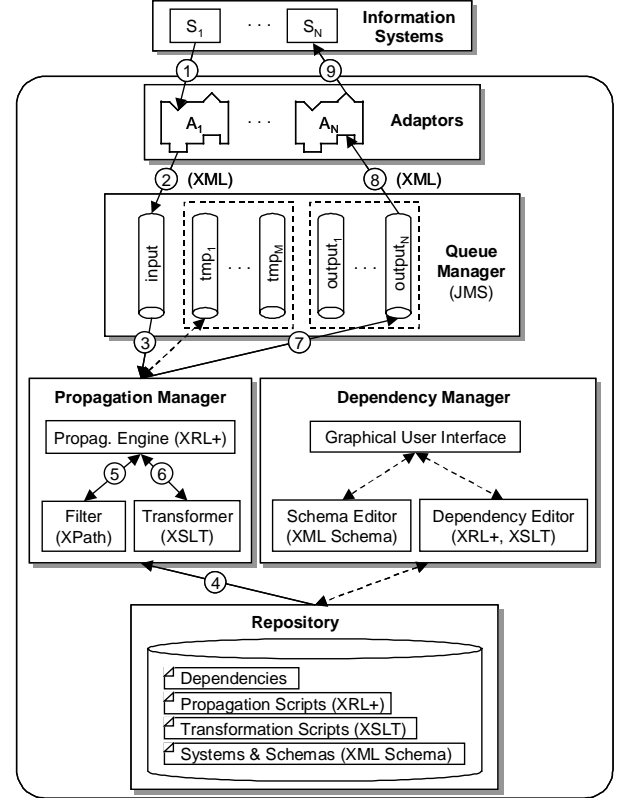 S1 · · · SN Information Systems
1 9
A1 · · · AN Adaptors
2 (XML) 8 (XML)
input tmp1 · · · tmpM output1 · · · outputN Queue Manager (JMS)
3 7
Propagation Manager
Propag. Engine (XRL+)
5 6
Filter (XPath)
Transformer (XSLT)
Dependency Manager
Graphical User Interface
Schema Editor (XML Schema)
Dependency Editor (XRL+, XSLT)
4
Repository
Dependencies
Propagation Scripts (XRL+)
Transformation Scripts (XSLT)
Systems & Schemas (XML Schema)